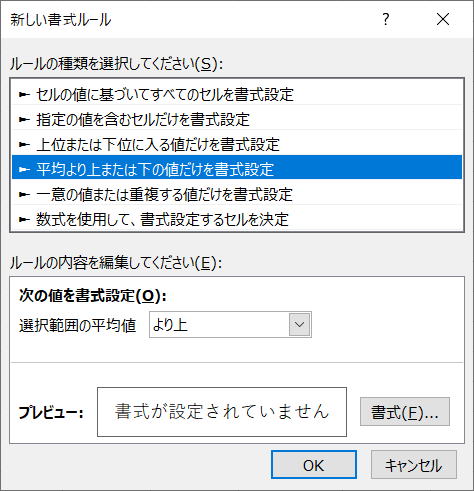 新しい書式ルール ? ×
ルールの種類を選択してください(S):
► セルの値に基づいてすべてのセルを書式設定
► 指定の値を含むセルだけを書式設定
► 上位または下位に入る値だけを書式設定
► 平均より上または下の値だけを書式設定
► 一意の値または重複する値だけを書式設定
► 数式を使用して、書式設定するセルを決定
ルールの内容を編集してください(E):
次の値を書式設定(O):
選択範囲の平均値 より上
プレビュー: 書式が設定されていません 書式(F)...
OK キャンセル